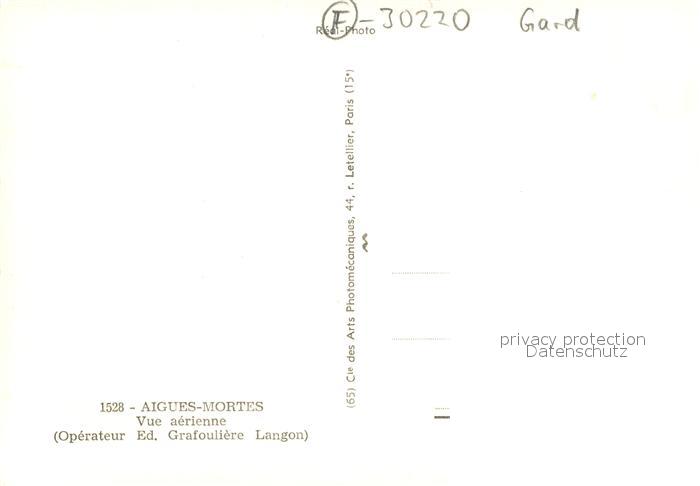 F-30220 Gard
Réal-Photo
(65) Cie des Arts Photomécaniques, 44, r. Letellier, Paris (15e)
privacy protection
Datenschutz
1528 - AIGUES-MORTES
Vue aérienne
(Opérateur Ed. Grafoulière Langon)